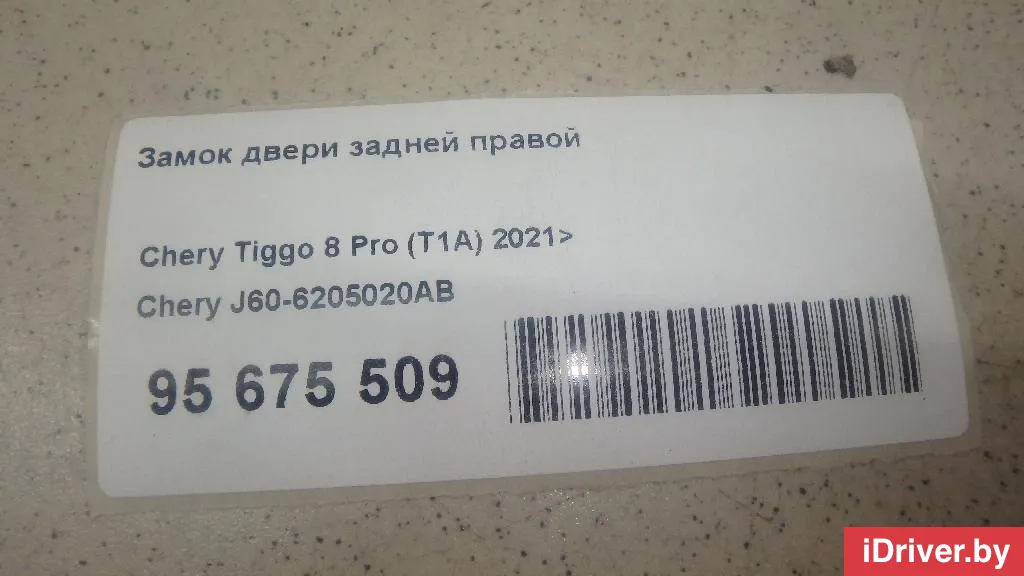 Замок двери задней правой
Chery Tiggo 8 Pro (T1A) 2021>
Chery J60-6205020AB
95 675 509
iDriver.by